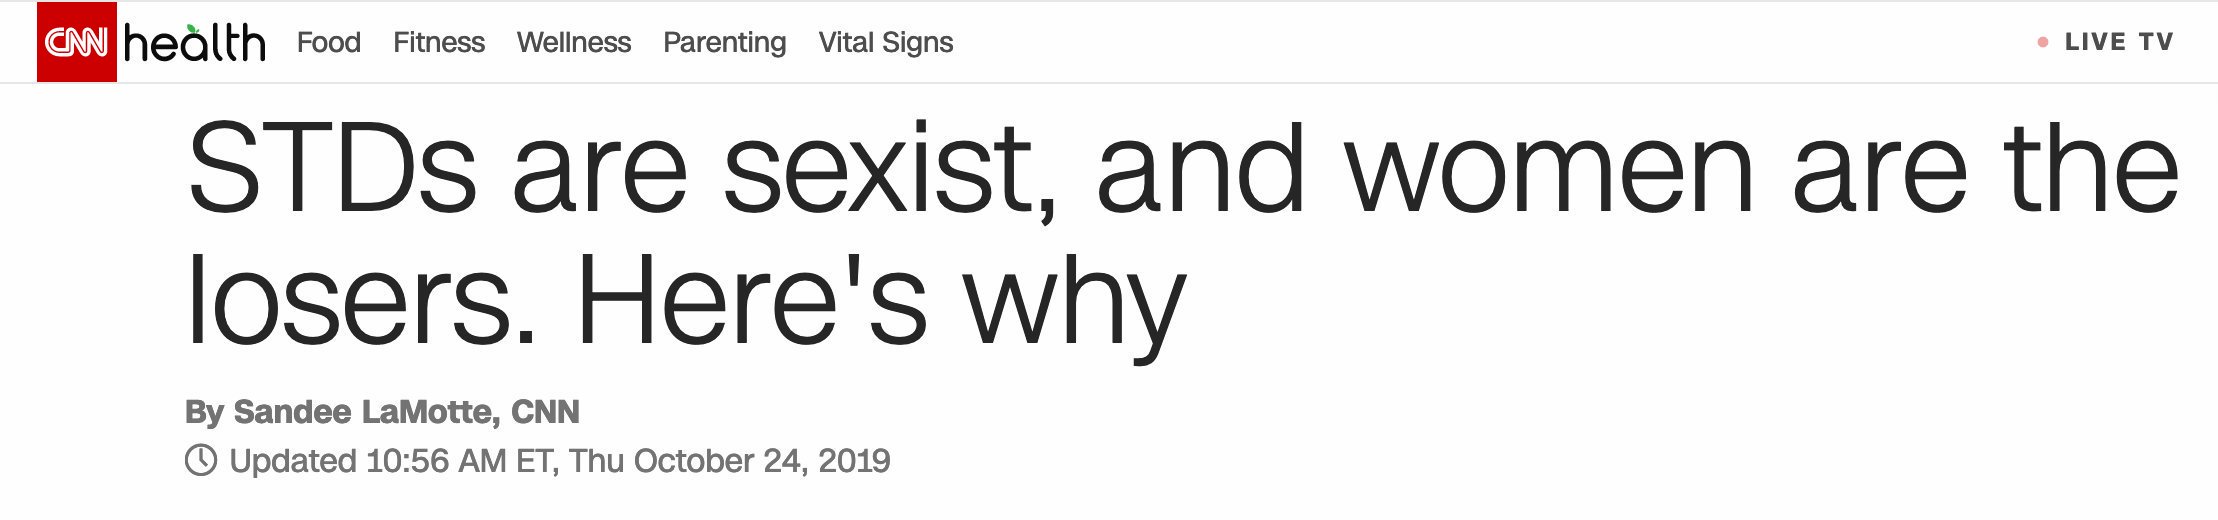 CNN health Food Fitness Wellness Parenting Vital Signs LIVE TV
STDs are sexist, and women are the
losers. Here's why
By Sandee LaMotte, CNN
Updated 10:56 AM ET, Thu October 24, 2019